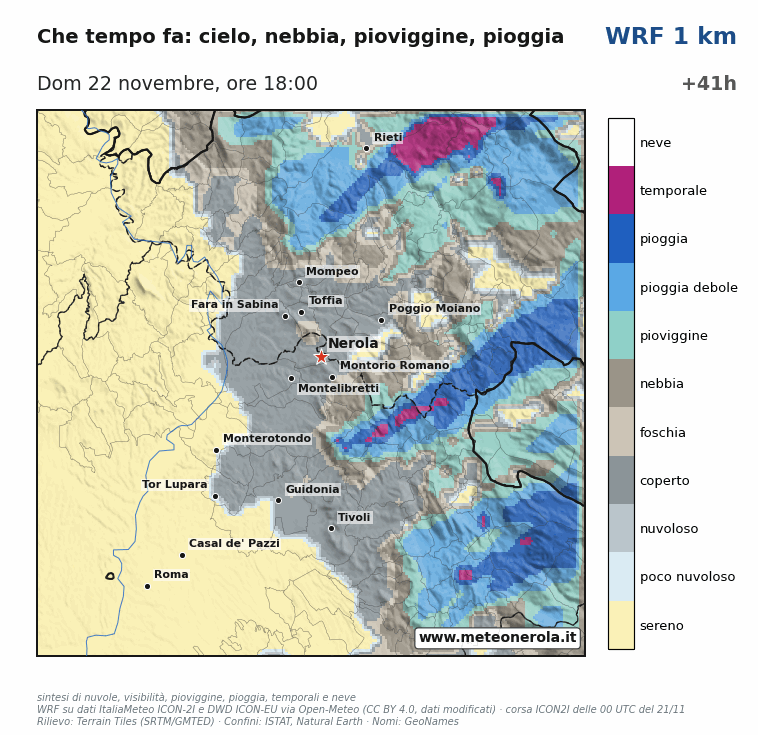 Che tempo fa: cielo, nebbia, pioviggine, pioggia
WRF 1 km
Dom 22 novembre, ore 18:00
+41h
Rieti
Mompeo
Fara in Sabina
Toffia
Poggio Moiano
Nerola
Montorio Romano
Montelibretti
Monterotondo
Tor Lupara
Guidonia
Tivoli
Casal de' Pazzi
Roma
www.meteonerola.it
neve
temporale
pioggia
pioggia debole
pioviggine
nebbia
foschia
coperto
nuvoloso
poco nuvoloso
sereno
sintesi di nuvole, visibilità, pioviggine, pioggia, temporali e neve
WRF su dati ItaliaMeteo ICON-2I e DWD ICON-EU via Open-Meteo (CC BY 4.0, dati modificati) · corsa ICON2I delle 00 UTC del 21/11
Rilievo: Terrain Tiles (SRTM/GMTED) · Confini: ISTAT, Natural Earth · Nomi: GeoNames